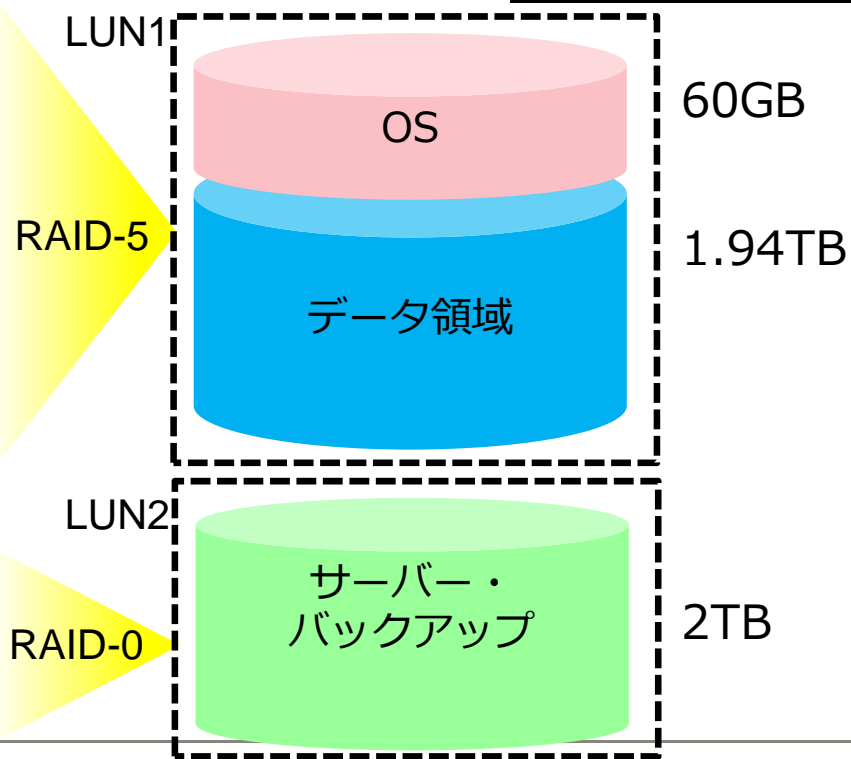 LUN1
OS
60GB
RAID-5
1.94TB
データ領域
LUN2
サーバー・
バックアップ
2TB
RAID-0